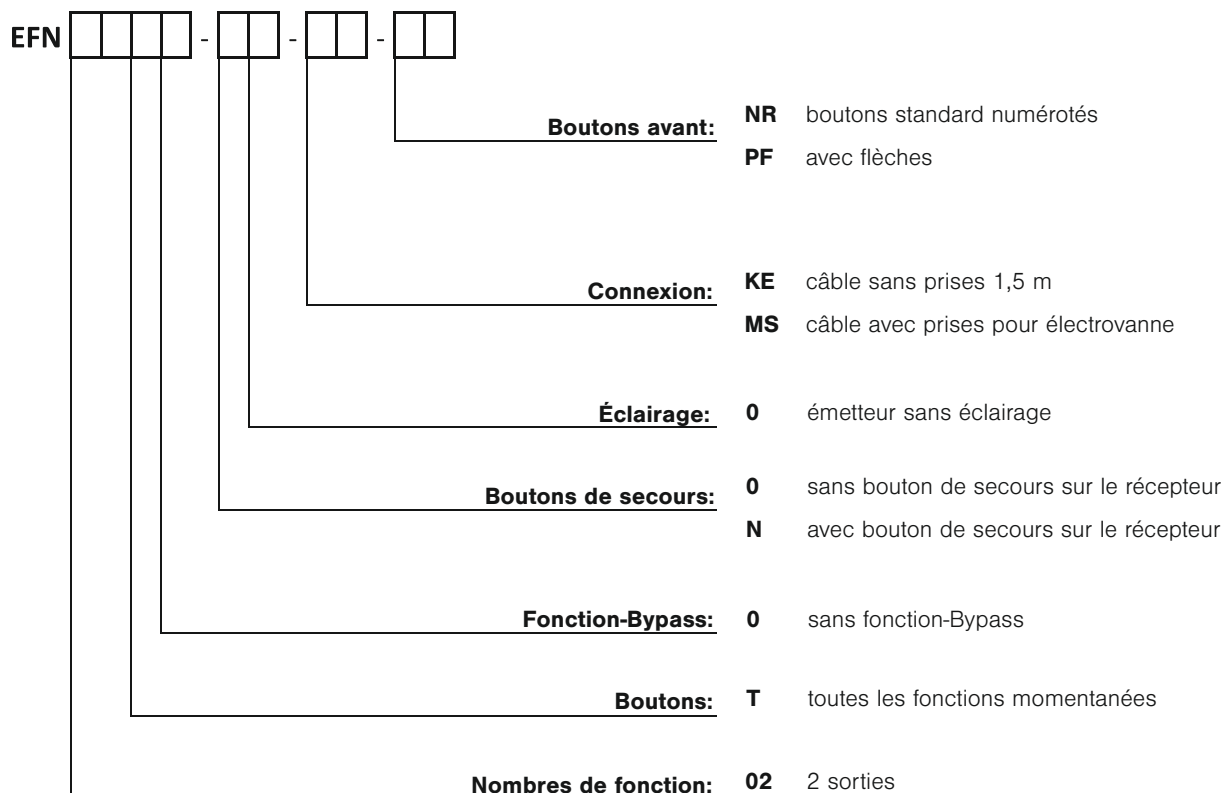 EFN - - -
Boutons avant: NR boutons standard numérotés
PF avec flèches
Connexion: KE câble sans prises 1,5 m
MS câble avec prises pour électrovanne
Éclairage: 0 émetteur sans éclairage
Boutons de secours: 0 sans bouton de secours sur le récepteur
N avec bouton de secours sur le récepteur
Fonction-Bypass: 0 sans fonction-Bypass
Boutons: T toutes les fonctions momentanées
Nombres de fonction: 02 2 sorties